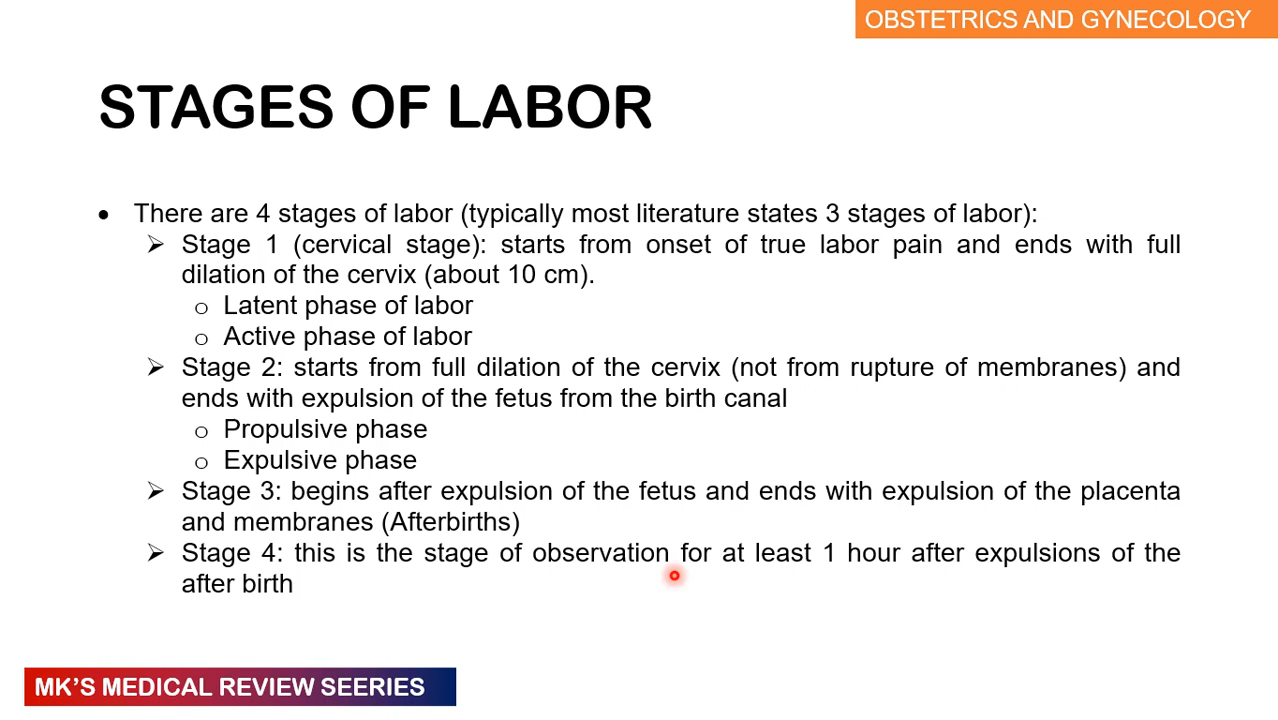 OBSTETRICS AND GYNECOLOGY
STAGES OF LABOR
• There are 4 stages of labor (typically most literature states 3 stages of labor):
➢ Stage 1 (cervical stage): starts from onset of true labor pain and ends with full
dilation of the cervix (about 10 cm).
o Latent phase of labor
o Active phase of labor
➢ Stage 2: starts from full dilation of the cervix (not from rupture of membranes) and
ends with expulsion of the fetus from the birth canal
o Propulsive phase
o Expulsive phase
➢ Stage 3: begins after expulsion of the fetus and ends with expulsion of the placenta
and membranes (Afterbirths)
➢ Stage 4: this is the stage of observation for at least 1 hour after expulsions of the
after birth
MK'S MEDICAL REVIEW SEERIES